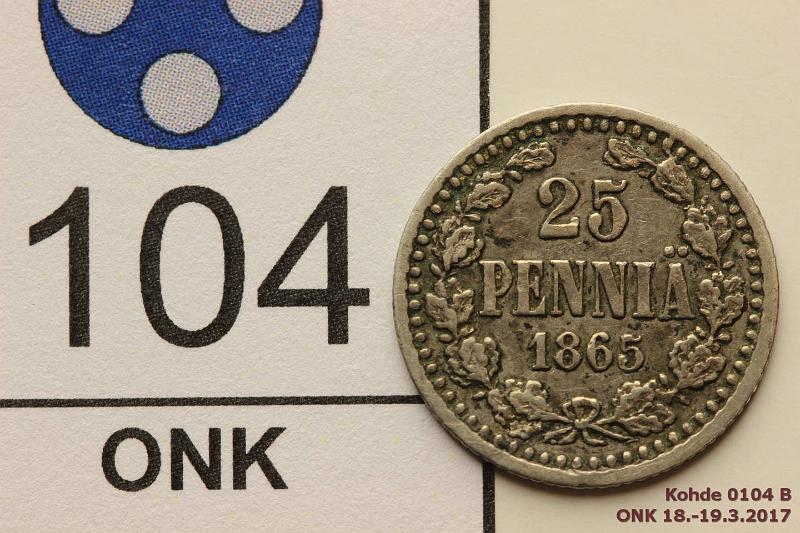 104
ONK
25
PENNIÄ
1865
Kohde 0104 B
ONK 18.-19.3.2017